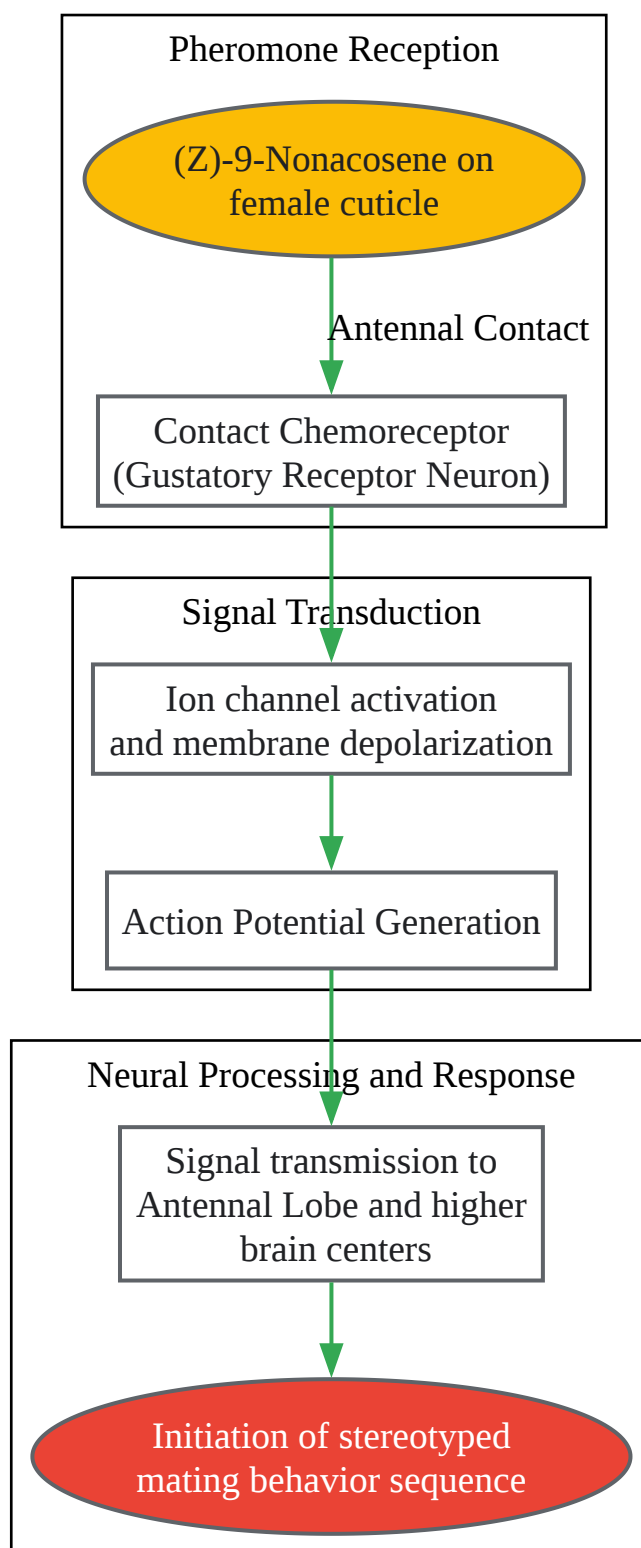 Pheromone Reception
(Z)-9-Nonacosene on
female cuticle
Antennal Contact
Contact Chemoreceptor
(Gustatory Receptor Neuron)
Signal Transduction
Ion channel activation
and membrane depolarization
Action Potential Generation
Neural Processing and Response
Signal transmission to
Antennal Lobe and higher
brain centers
Initiation of stereotyped
mating behavior sequence